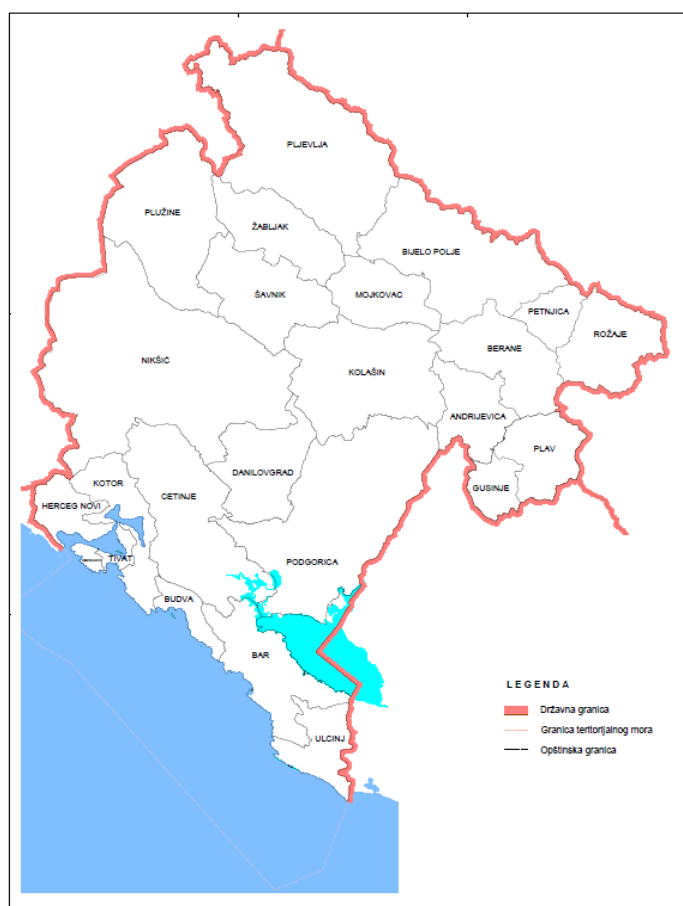 PLJEVLJA
PLUŽINE
ŽABLJAK
BIJELO POLJE
ŠAVNIK
MOJKOVAC
PETNJICA
ROŽAJE
BERANE
NIKŠIĆ
KOLAŠIN
ANDRIJEVICA
PLAV
DANILOVGRAD
KOTOR
CETINJE
GUSINJE
HERCEG NOVI
TIVAT
PODGORICA
BUDVA
BAR
ULCINJ
LEGENDA
Državna granica
Granica teritorijalnog mora
Opštinska granica